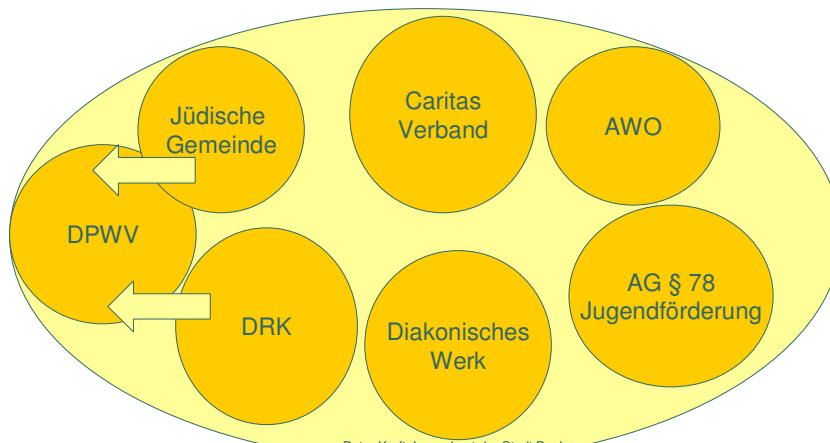 Jüdische
Gemeinde
Caritas
Verband
AWO
DPWV
DRK
Diakonisches
Werk
AG § 78
Jugendförderung